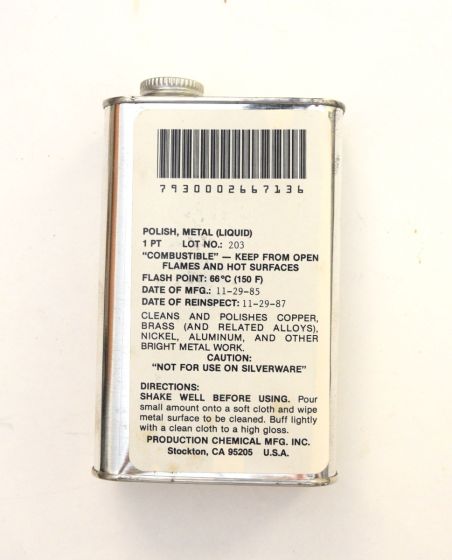 7930002667136
POLISH, METAL (LIQUID)
1 PT LOT NO.: 203
"COMBUSTIBLE" — KEEP FROM OPEN
FLAMES AND HOT SURFACES
FLASH POINT: 66°C (150 F)
DATE OF MFG.: 11-29-85
DATE OF REINSPECT: 11-29-87
CLEANS AND POLISHES COPPER,
BRASS (AND RELATED ALLOYS),
NICKEL, ALUMINUM, AND OTHER
BRIGHT METAL WORK.
CAUTION:
"NOT FOR USE ON SILVERWARE"
DIRECTIONS:
SHAKE WELL BEFORE USING. Pour
small amount onto a soft cloth and wipe
metal surface to be cleaned. Buff lightly
with a clean cloth to a high gloss.
PRODUCTION CHEMICAL MFG. INC.
Stockton, CA 95205 U.S.A.